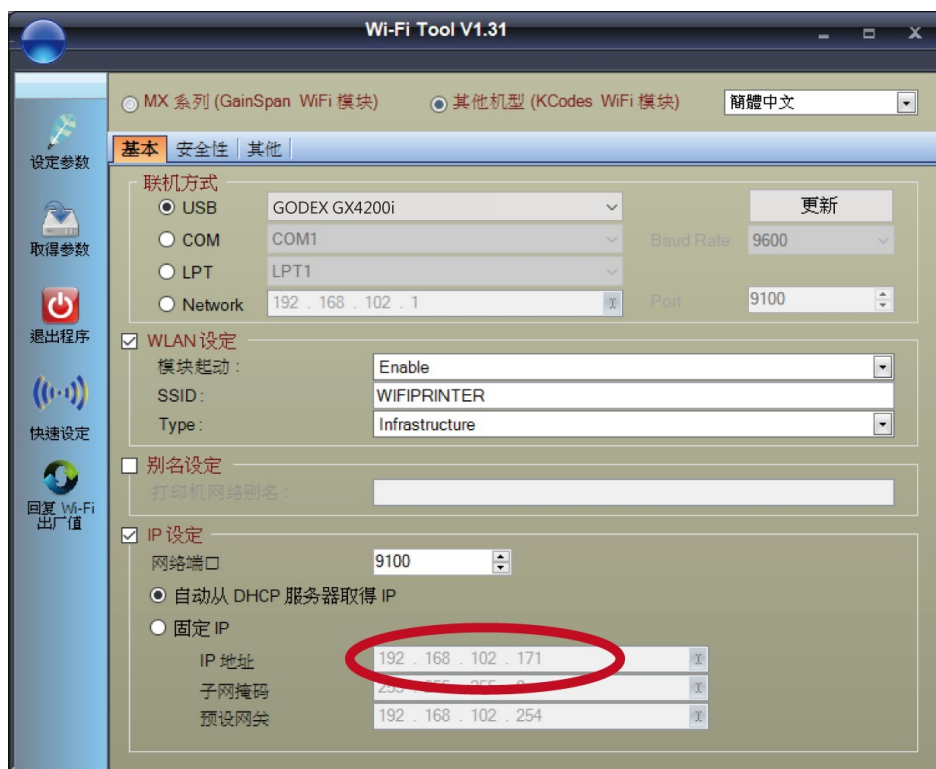 Wi-Fi Tool V1.31
MX 系列 (GainSpan WiFi 模块)
其他机型 (KCodes WiFi 模块)
簡體中文
设定参数
取得参数
退出程序
快速设定
回复 Wi-Fi
出厂值
基本 安全性 其他
联机方式
USB GODEX GX4200i 更新
COM COM1 Baud Rate 9600
LPT LPT1
Network 192 . 168 . 102 . 1 Port 9100
WLAN 设定
模块起动 : Enable
SSID : WIFIPRINTER
Type : Infrastructure
别名设定
打印机网络别名 :
IP 设定
网络端口 9100
自动从 DHCP 服务器取得 IP
固定 IP
IP 地址 192 . 168 . 102 . 171
子网掩码
预设网关 192 . 168 . 102 . 254